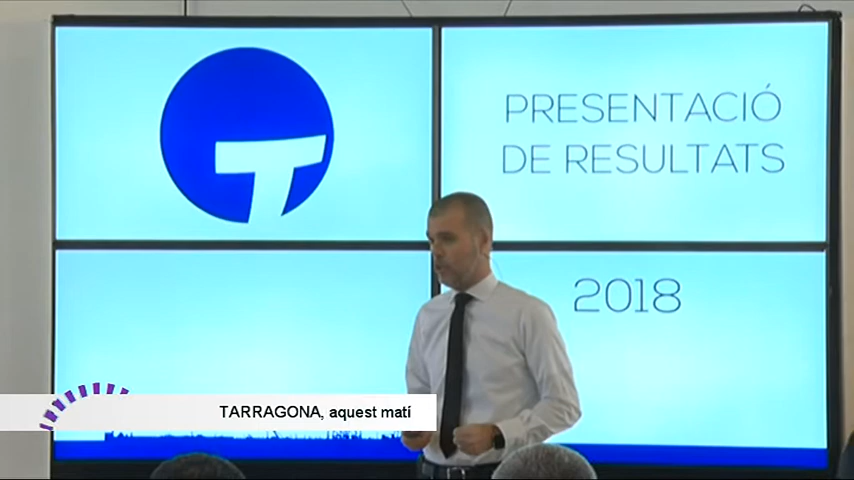 T
PRESENTACIÓ
DE RESULTATS
2018
TARRAGONA, aquest matí